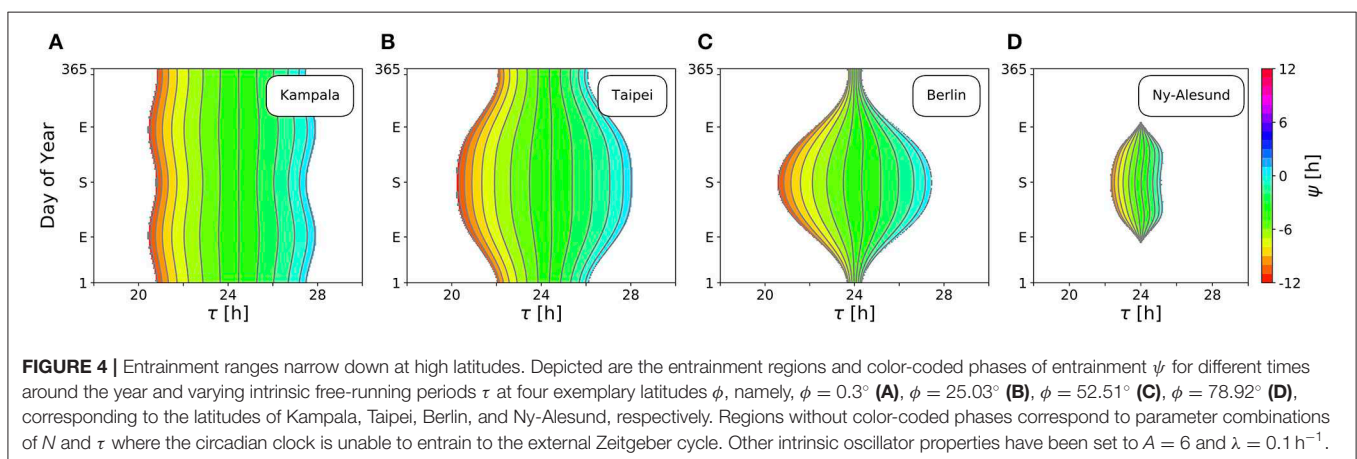 A
B
C
D
Day of Year
365
E
S
E
1
20
24
28
τ [h]
Kampala
365
E
S
E
1
20
24
28
τ [h]
Taipei
365
E
S
E
1
20
24
28
τ [h]
Berlin
365
E
S
E
1
20
24
28
τ [h]
Ny-Alesund
12
6
0
-6
-12
ψ [h]
FIGURE 4 | Entrainment ranges narrow down at high latitudes. Depicted are the entrainment regions and color-coded phases of entrainment ψ for different times
around the year and varying intrinsic free-running periods τ at four exemplary latitudes ϕ, namely, ϕ = 0.3° (A), ϕ = 25.03° (B), ϕ = 52.51° (C), ϕ = 78.92° (D),
corresponding to the latitudes of Kampala, Taipei, Berlin, and Ny-Alesund, respectively. Regions without color-coded phases correspond to parameter combinations
of N and τ where the circadian clock is unable to entrain to the external Zeitgeber cycle. Other intrinsic oscillator properties have been set to A = 6 and λ = 0.1 h⁻¹.